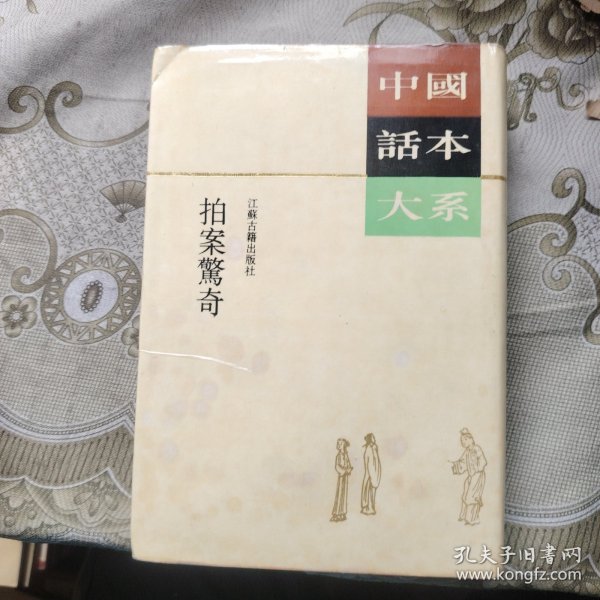 中國
話本
大系
江蘇古籍出版社
拍案驚奇
孔夫子旧书网
www.kongfz.com